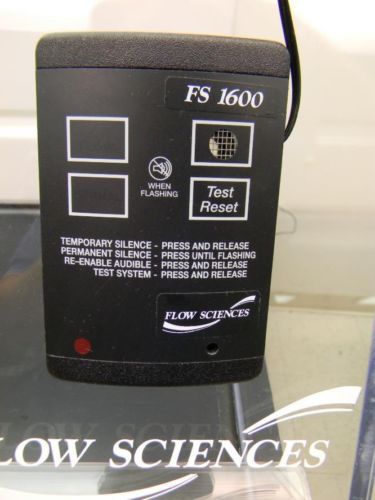 FS 1600
WHEN
FLASHING
Test
Reset
TEMPORARY SILENCE - PRESS AND RELEASE
PERMANENT SILENCE - PRESS UNTIL FLASHING
RE-ENABLE AUDIBLE - PRESS AND RELEASE
TEST SYSTEM - PRESS AND RELEASE
FLOW SCIENCES
FLOW SCIENCES